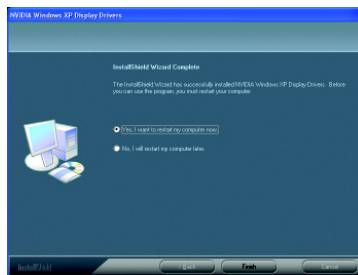 NVIDIA Windows XP Display Drivers
InstallShield Wizard Complete
The InstallShield Wizard has successfully installed NVIDIA Windows XP Display Drivers. Before
you can use the program, you must restart your computer.
Yes, I want to restart my computer now.
No, I will restart my computer later.
InstallShield
< Back
Finish
Cancel